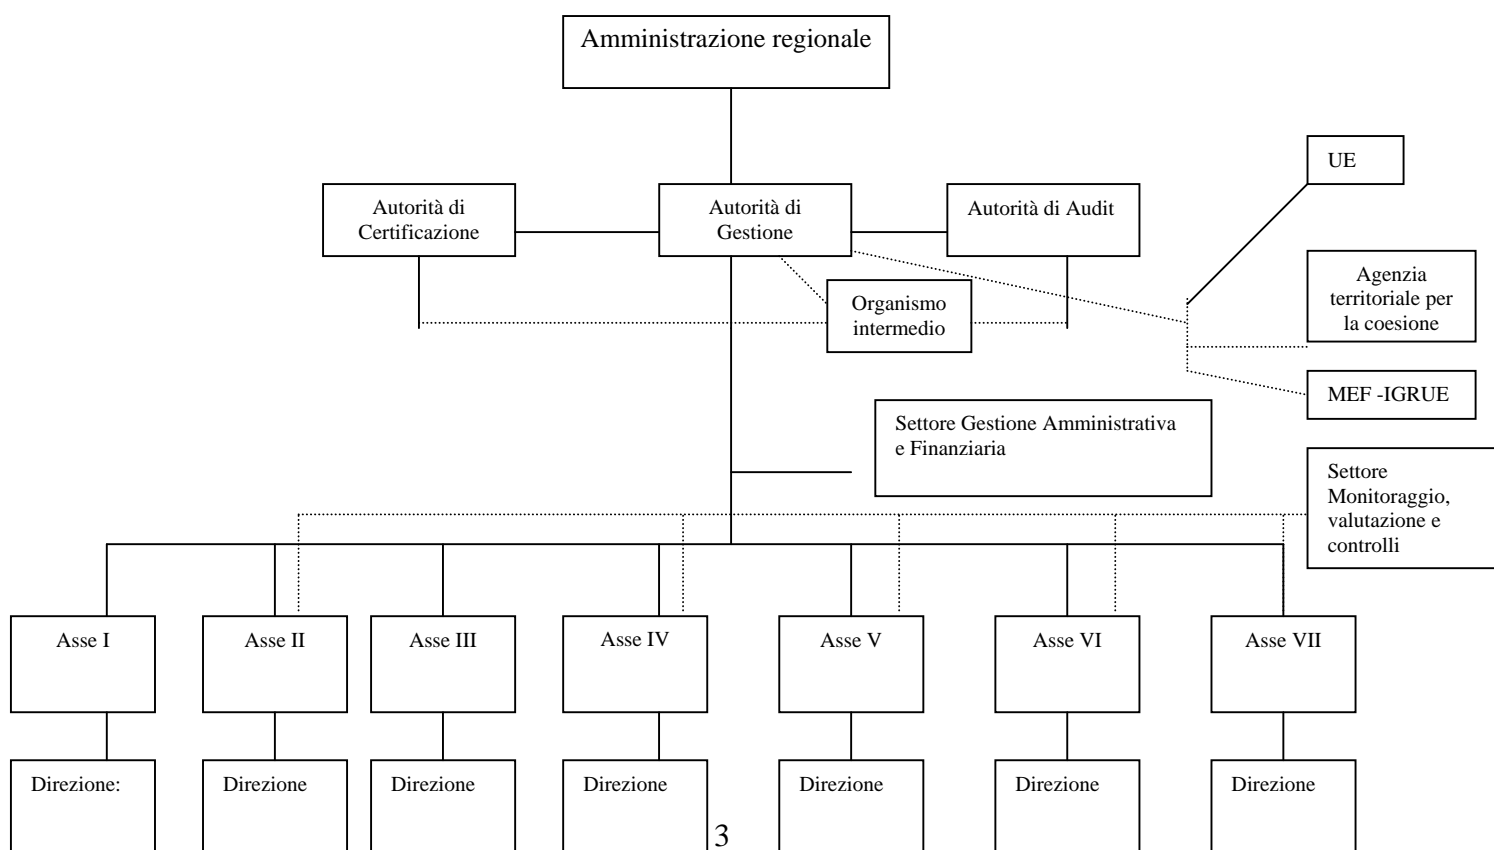 Amministrazione regionale
UE
Autorità di
Certificazione
Autorità di
Gestione
Autorità di Audit
Agenzia
territoriale per
la coesione
Organismo
intermedio
MEF -IGRUE
Settore Gestione Amministrativa
e Finanziaria
Settore
Monitoraggio,
valutazione e
controlli
Asse I
Asse II
Asse III
Asse IV
Asse V
Asse VI
Asse VII
Direzione:
Direzione
Direzione
Direzione
Direzione
Direzione
Direzione
3